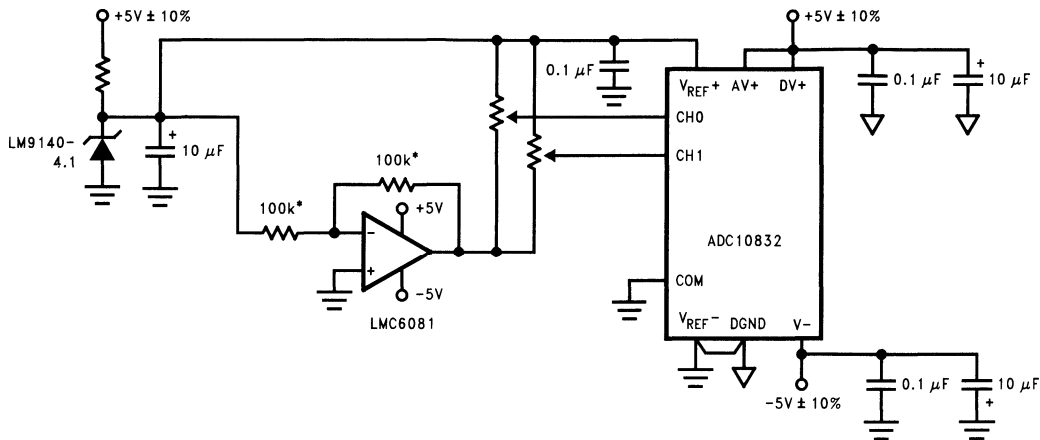 +5V ± 10%
+5V ± 10%
0.1 μF
VREF+ AV+ DV+
+
0.1 μF
10 μF
CH0
LM9140-
4.1
+
10 μF
CH1
100k*
100k*
+5V
-
+
-5V
LMC6081
ADC10832
COM
VREF- DGND V-
-5V ± 10%
0.1 μF
10 μF
+